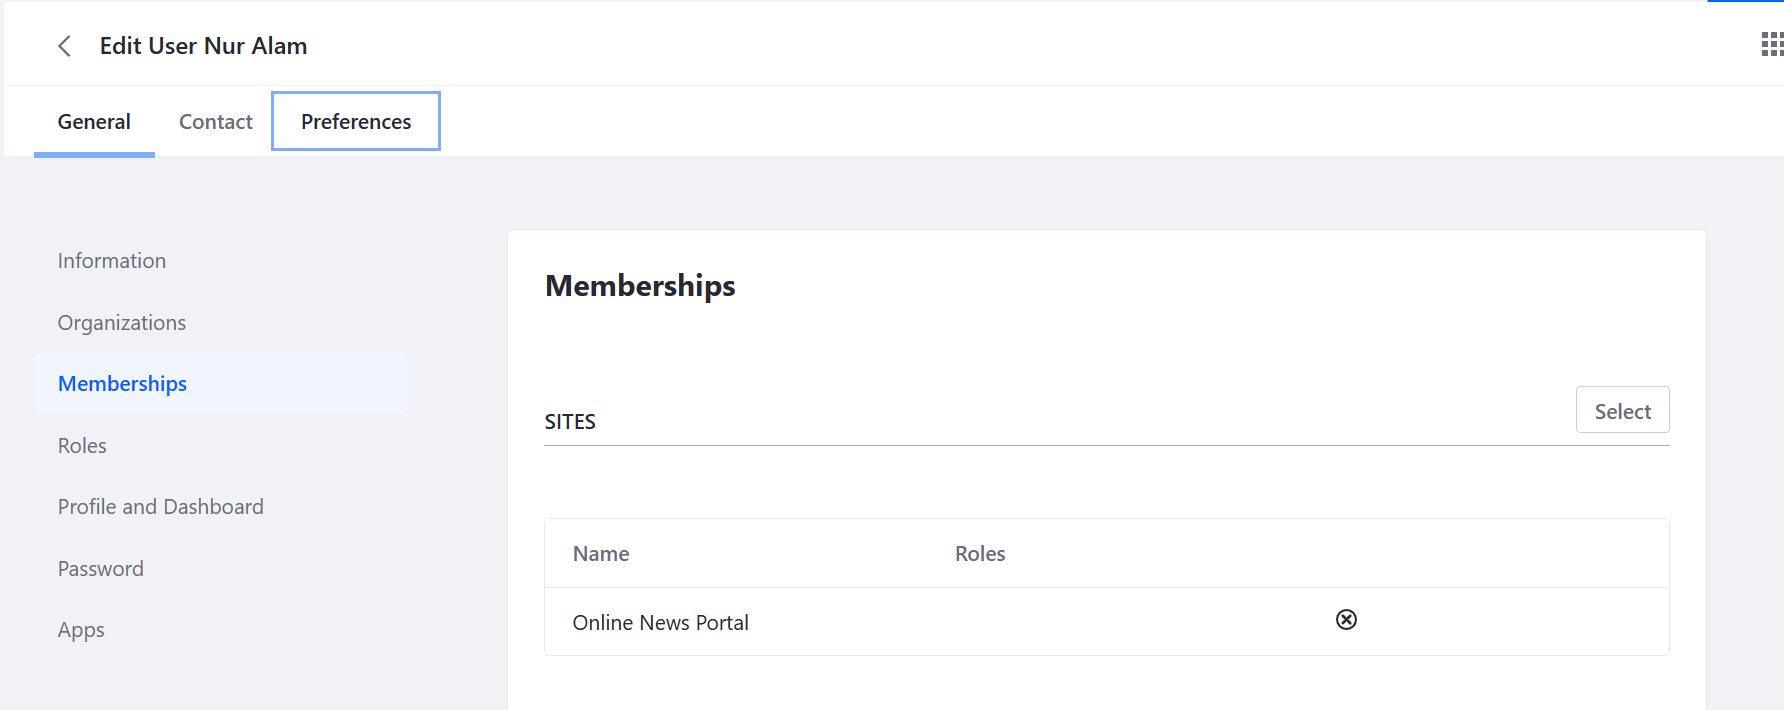 Edit User Nur Alam
General Contact Preferences
Information
Organizations
Memberships
Roles
Profile and Dashboard
Password
Apps
Memberships
SITES Select
Name Roles
Online News Portal